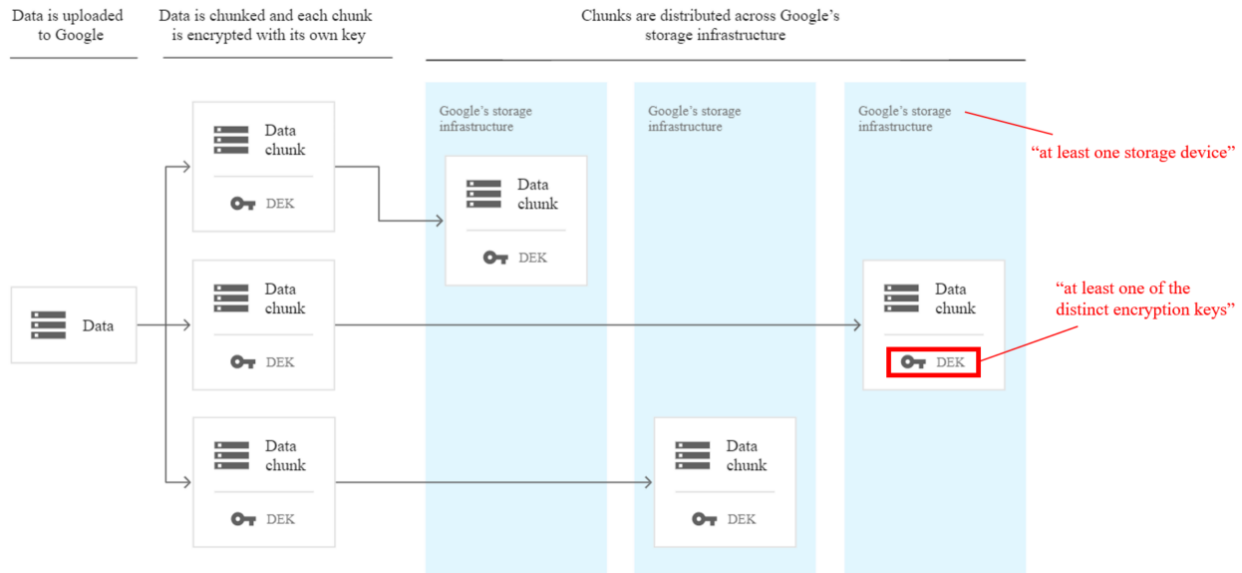 Data is uploaded
to Google
Data is chunked and each chunk
is encrypted with its own key
Chunks are distributed across Google's
storage infrastructure
Google's storage
infrastructure
Google's storage
infrastructure
Google's storage
infrastructure
“at least one storage device”
Data
chunk
DEK
Data
chunk
DEK
Data
Data
chunk
DEK
Data
chunk
DEK
“at least one of the
distinct encryption keys”
Data
chunk
DEK
Data
chunk
DEK